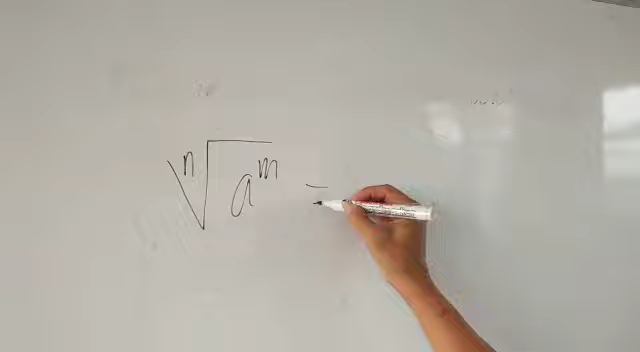 ⁿ√aᵐ =